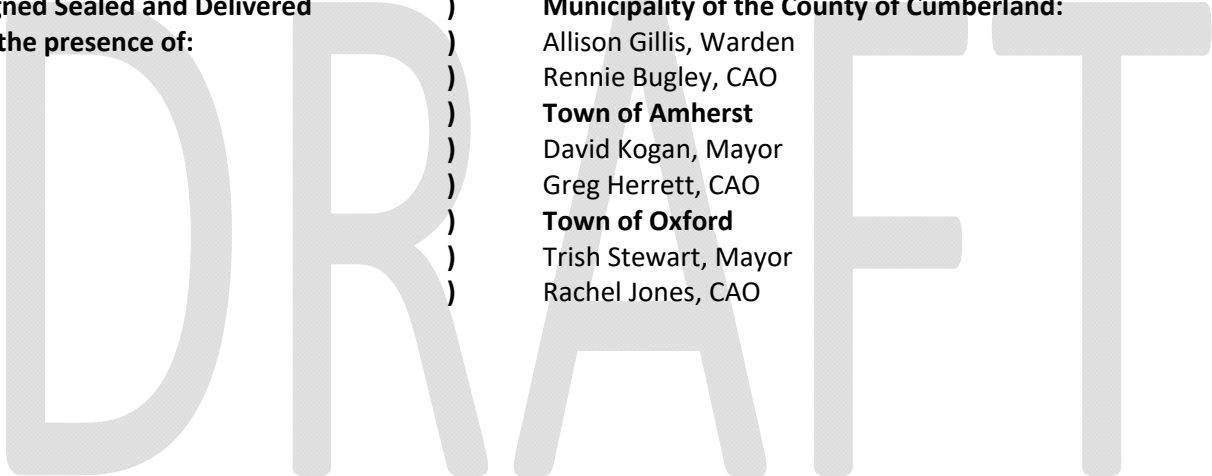 gned Sealed and Delivered ) Municipality of the County of Cumberland:
the presence of: ) Allison Gillis, Warden
) Rennie Bugley, CAO
) Town of Amherst
) David Kogan, Mayor
) Greg Herrett, CAO
) Town of Oxford
) Trish Stewart, Mayor
) Rachel Jones, CAO
DRAFT